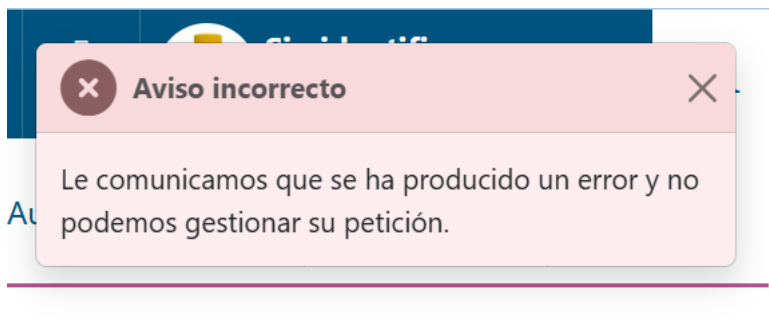 Aviso incorrecto
Le comunicamos que se ha producido un error y no
podemos gestionar su petición.